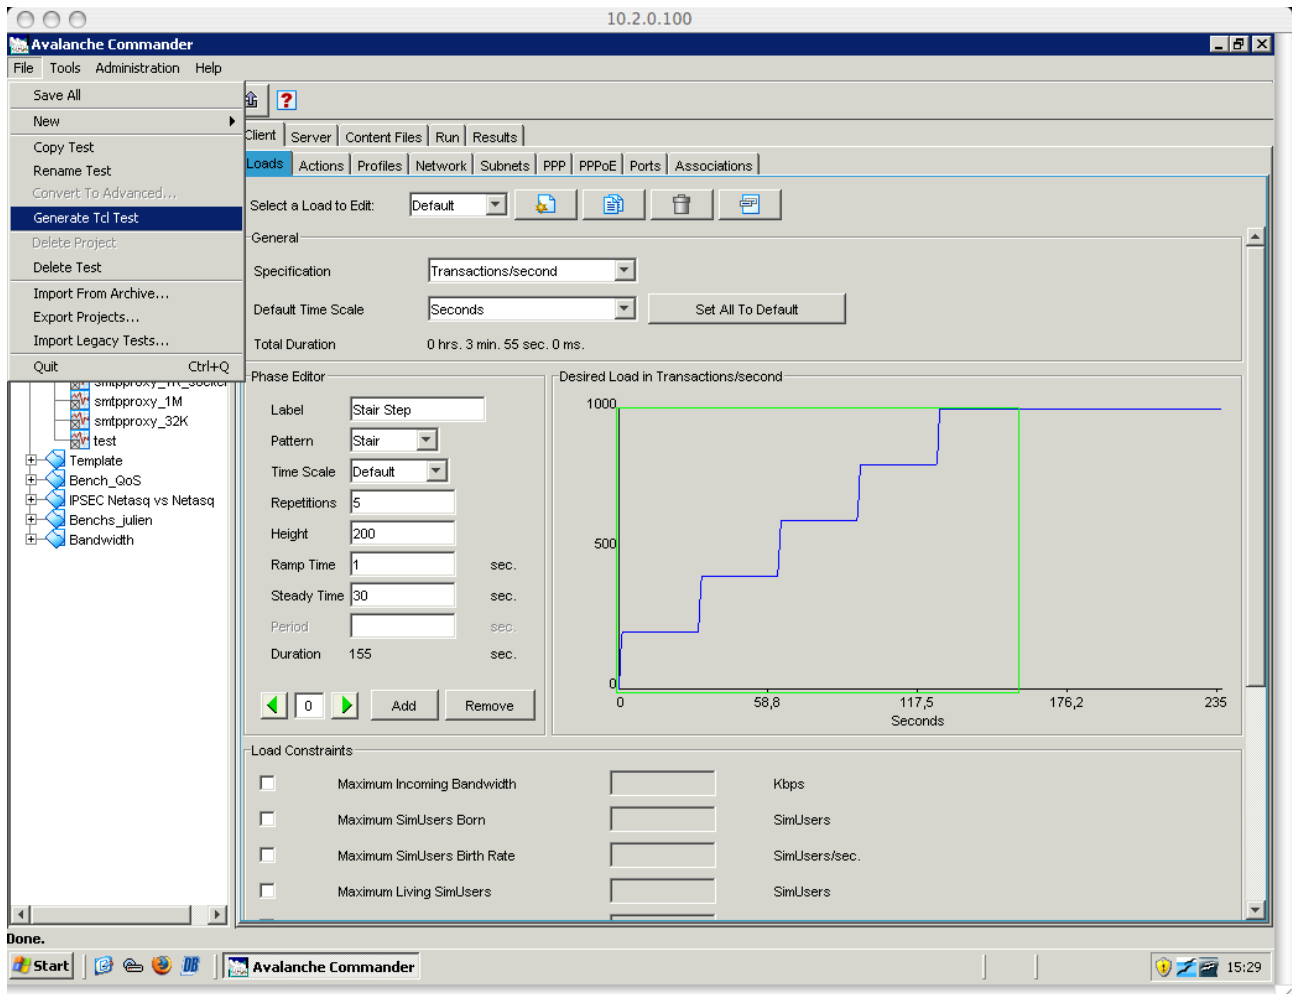 10.2.0.100
Avalanche Commander
File Tools Administration Help
Save All
New
Copy Test
Rename Test
Convert To Advanced...
Generate Tcl Test
Delete Project
Delete Test
Import From Archive...
Export Projects...
Import Legacy Tests...
Quit Ctrl+Q
smtpproxy_1M
smtpproxy_32K
test
Template
Bench_QoS
IPSEC Netasq vs Netasq
Benchs_julien
Bandwidth
Client Server Content Files Run Results
Loads Actions Profiles Network Subnets PPP PPPoE Ports Associations
Select a Load to Edit: Default
General
Specification Transactions/second
Default Time Scale Seconds Set All To Default
Total Duration 0 hrs. 3 min. 55 sec. 0 ms.
Phase Editor
Label Stair Step
Pattern Stair
Time Scale Default
Repetitions 5
Height 200
Ramp Time 1 sec.
Steady Time 30 sec.
Period sec.
Duration 155 sec.
0 Add Remove
Desired Load in Transactions/second
1000
500
0
0 58,8 117,5 176,2 235
Seconds
Load Constraints
Maximum Incoming Bandwidth Kbps
Maximum SimUsers Born SimUsers
Maximum SimUsers Birth Rate SimUsers/sec.
Maximum Living SimUsers SimUsers
Done.
Start Avalanche Commander 15:29